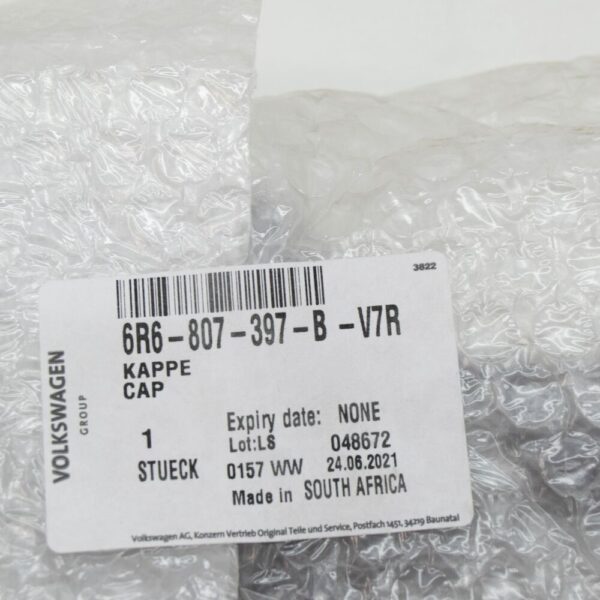 3822
6R6-807-397-B -V7R
KAPPE
CAP
Expiry date: NONE
1 Lot:LS 048672
STUECK 0157 WW 24.06.2021
Made in SOUTH AFRICA
VOLKSWAGEN
GROUP
Volkswagen AG, Konzern Vertrieb Original Teile und Service, Postfach 1451, 34219 Baunatal